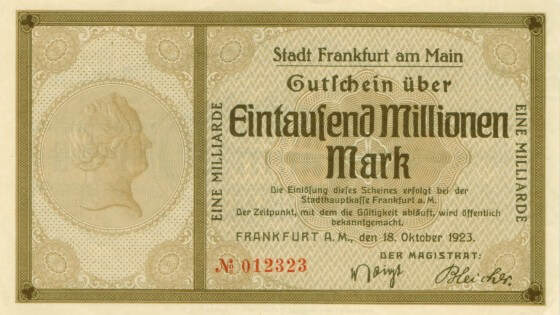 Stadt Frankfurt am Main
Gutschein über
Eintausend Millionen
Mark
Die Einlösung dieses Scheines erfolgt bei der
Stadthauptkasse Frankfurt a. M.
Der Zeitpunkt, mit dem die Gültigkeit abläuft, wird öffentlich
bekanntgemacht.
FRANKFURT A. M., den 18. Oktober 1923.
DER MAGISTRAT:
№ 012323
Voigt Bleicher.
EINE MILLIARDE
EINE MILLIARDE